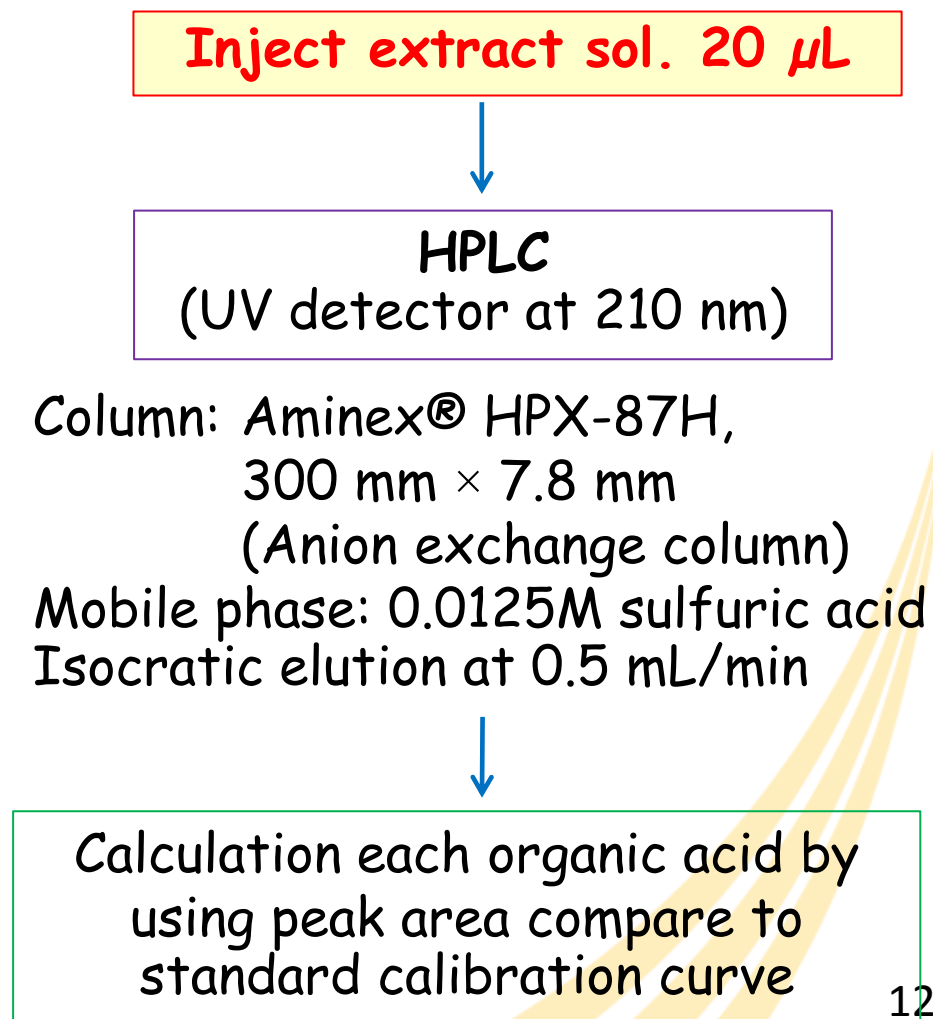 Inject extract sol. 20 µL
HPLC
(UV detector at 210 nm)
Column: Aminex® HPX-87H,
300 mm × 7.8 mm
(Anion exchange column)
Mobile phase: 0.0125M sulfuric acid
Isocratic elution at 0.5 mL/min
Calculation each organic acid by
using peak area compare to
standard calibration curve
12